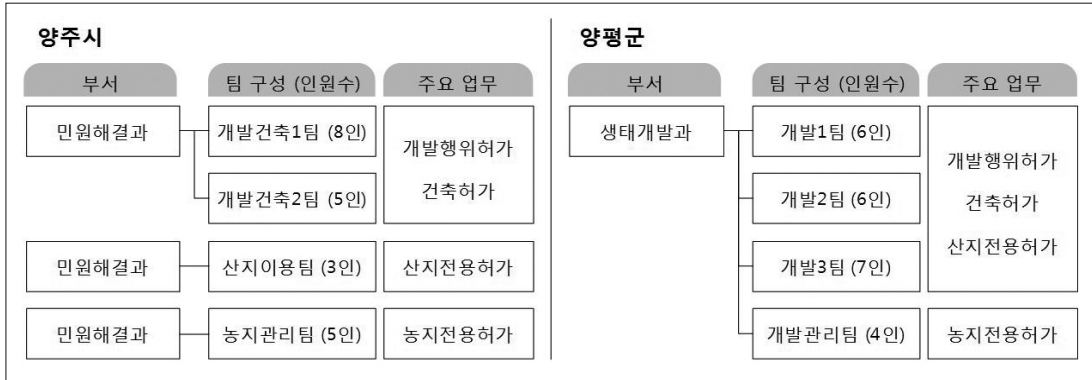 양주시
부서
팀 구성 (인원수)
주요 업무
민원해결과
개발건축1팀 (8인)
개발건축2팀 (5인)
개발행위허가
건축허가
민원해결과
산지이용팀 (3인)
산지전용허가
민원해결과
농지관리팀 (5인)
농지전용허가
양평군
부서
팀 구성 (인원수)
주요 업무
생태개발과
개발1팀 (6인)
개발2팀 (6인)
개발3팀 (7인)
개발행위허가
건축허가
산지전용허가
개발관리팀 (4인)
농지전용허가